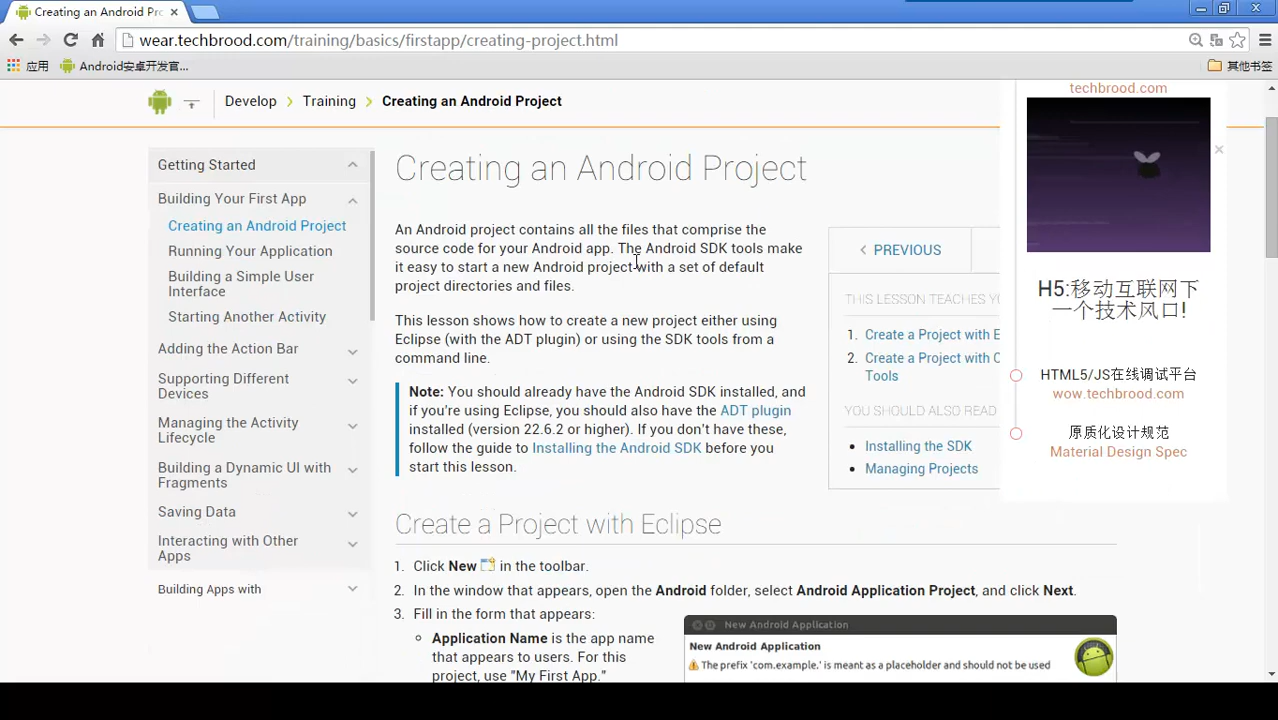 Creating an Android Pro
wear.techbrood.com/training/basics/firstapp/creating-project.html
应用
Android安卓开发官...
其他书签
Develop > Training > Creating an Android Project
Getting Started
Building Your First App
Creating an Android Project
Running Your Application
Building a Simple User
Interface
Starting Another Activity
Adding the Action Bar
Supporting Different
Devices
Managing the Activity
Lifecycle
Building a Dynamic UI with
Fragments
Saving Data
Interacting with Other
Apps
Building Apps with
Creating an Android Project
An Android project contains all the files that comprise the
source code for your Android app. The Android SDK tools make
it easy to start a new Android project with a set of default
project directories and files.
This lesson shows how to create a new project either using
Eclipse (with the ADT plugin) or using the SDK tools from a
command line.
Note: You should already have the Android SDK installed, and
if you're using Eclipse, you should also have the ADT plugin
installed (version 22.6.2 or higher). If you don't have these,
follow the guide to Installing the Android SDK before you
start this lesson.
PREVIOUS
THIS LESSON TEACHES YO
1. Create a Project with E
2. Create a Project with C
Tools
YOU SHOULD ALSO READ
• Installing the SDK
• Managing Projects
techbrood.com
H5:移动互联网下
一个技术风口!
HTML5/JS在线调试平台
wow.techbrood.com
原质化设计规范
Material Design Spec
Create a Project with Eclipse
1. Click New in the toolbar.
2. In the window that appears, open the Android folder, select Android Application Project, and click Next.
3. Fill in the form that appears:
Application Name is the app name
that appears to users. For this
project, use "My First App."
New Android Application
New Android Application
The prefix 'com.example.' is meant as a placeholder and should not be used